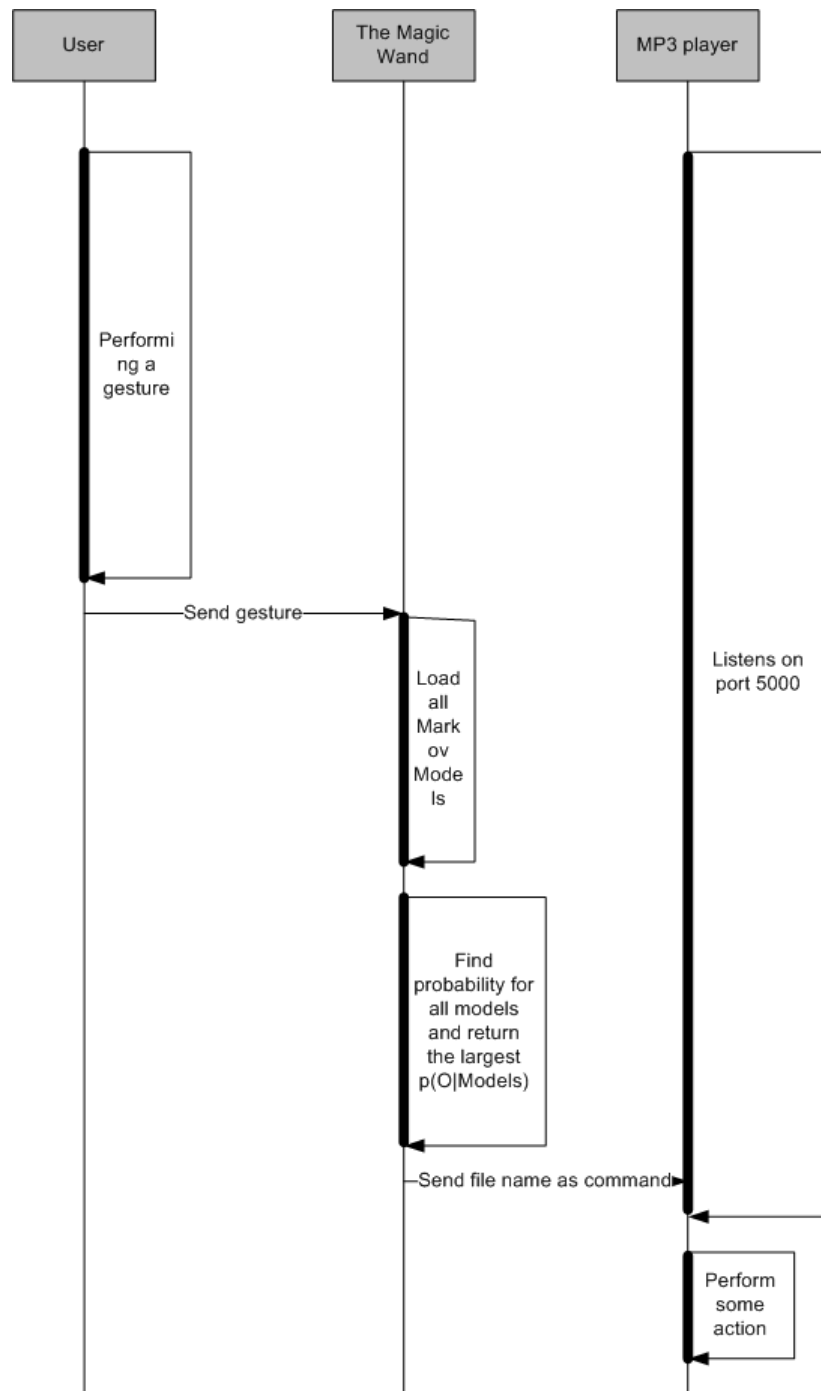 User
The Magic
Wand
MP3 player
Performi
ng a
gesture
Send gesture
Load
all
Mark
ov
Mode
ls
Listens on
port 5000
Find
probability for
all models
and return
the largest
p(O|Models)
Send file name as command
Perform
some
action